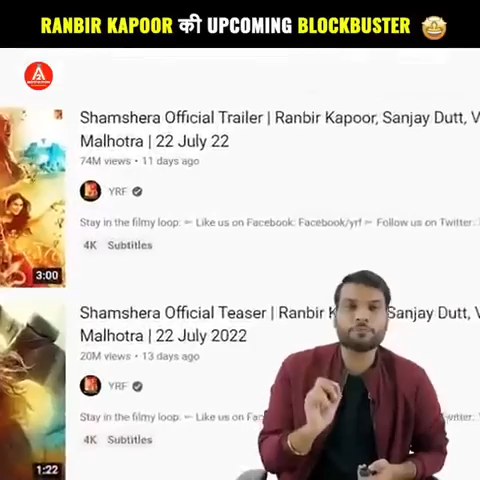 RANBIR KAPOOR की UPCOMING BLOCKBUSTER
Shamshera Official Trailer | Ranbir Kapoor, Sanjay Dutt, V
Malhotra | 22 July 22
74M views • 11 days ago
YRF
Stay in the filmy loop: ⇨ Like us on Facebook: Facebook/yrf ⇨ Follow us on Twitter:
4K Subtitles
3:00
Shamshera Official Teaser | Ranbir K Sanjay Dutt, V
Malhotra | 22 July 2022
20M views • 13 days ago
YRF
Stay in the filmy loop: ⇨ Like us on Fac
4K Subtitles
1:22